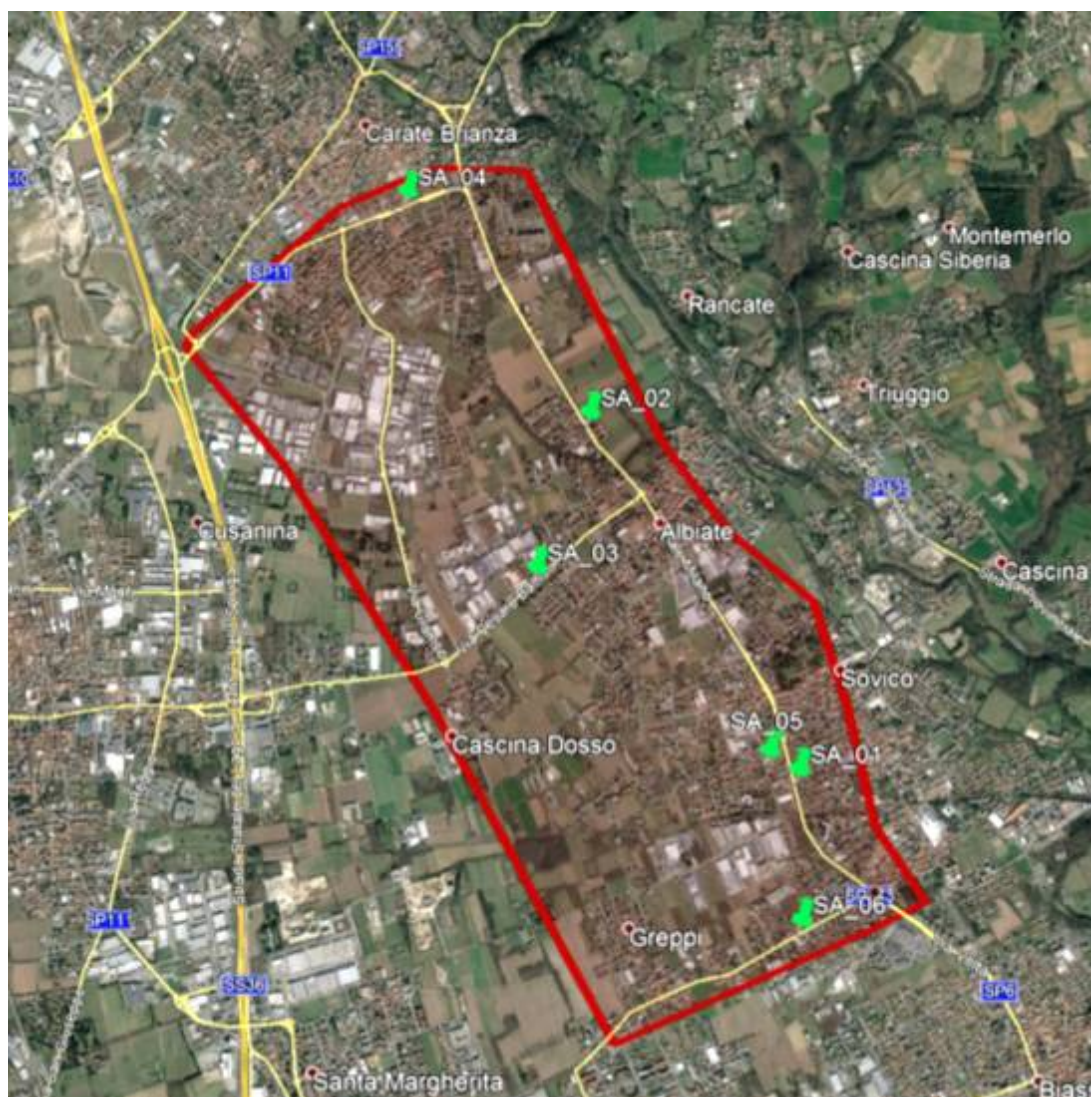 Carate Brianza
SA_04
Montemerlo
Cascina Siberia
SP11
Rancate
Triuggio
SA_02
Cusanina
Albiate
SA_03
Cascina
Sovico
SA_05
Cascina Dosso
SA_01
SA_06
SP11
Greppi
SS36
SP6
Santa Margherita
Bias